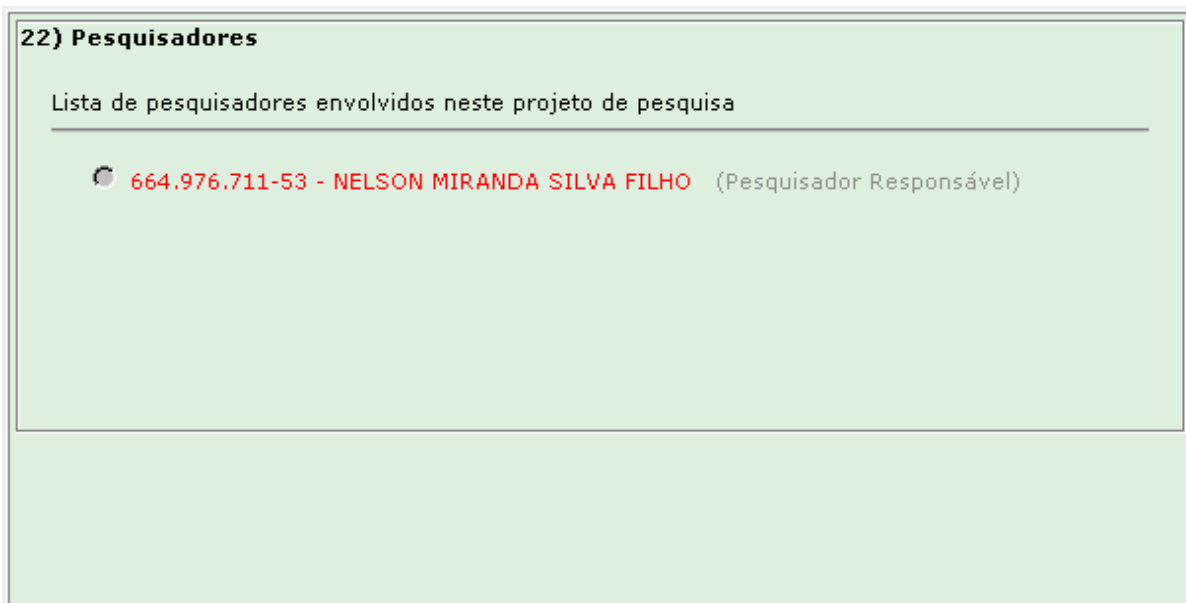 22) Pesquisadores
Lista de pesquisadores envolvidos neste projeto de pesquisa
664.976.711-53 - NELSON MIRANDA SILVA FILHO (Pesquisador Responsável)